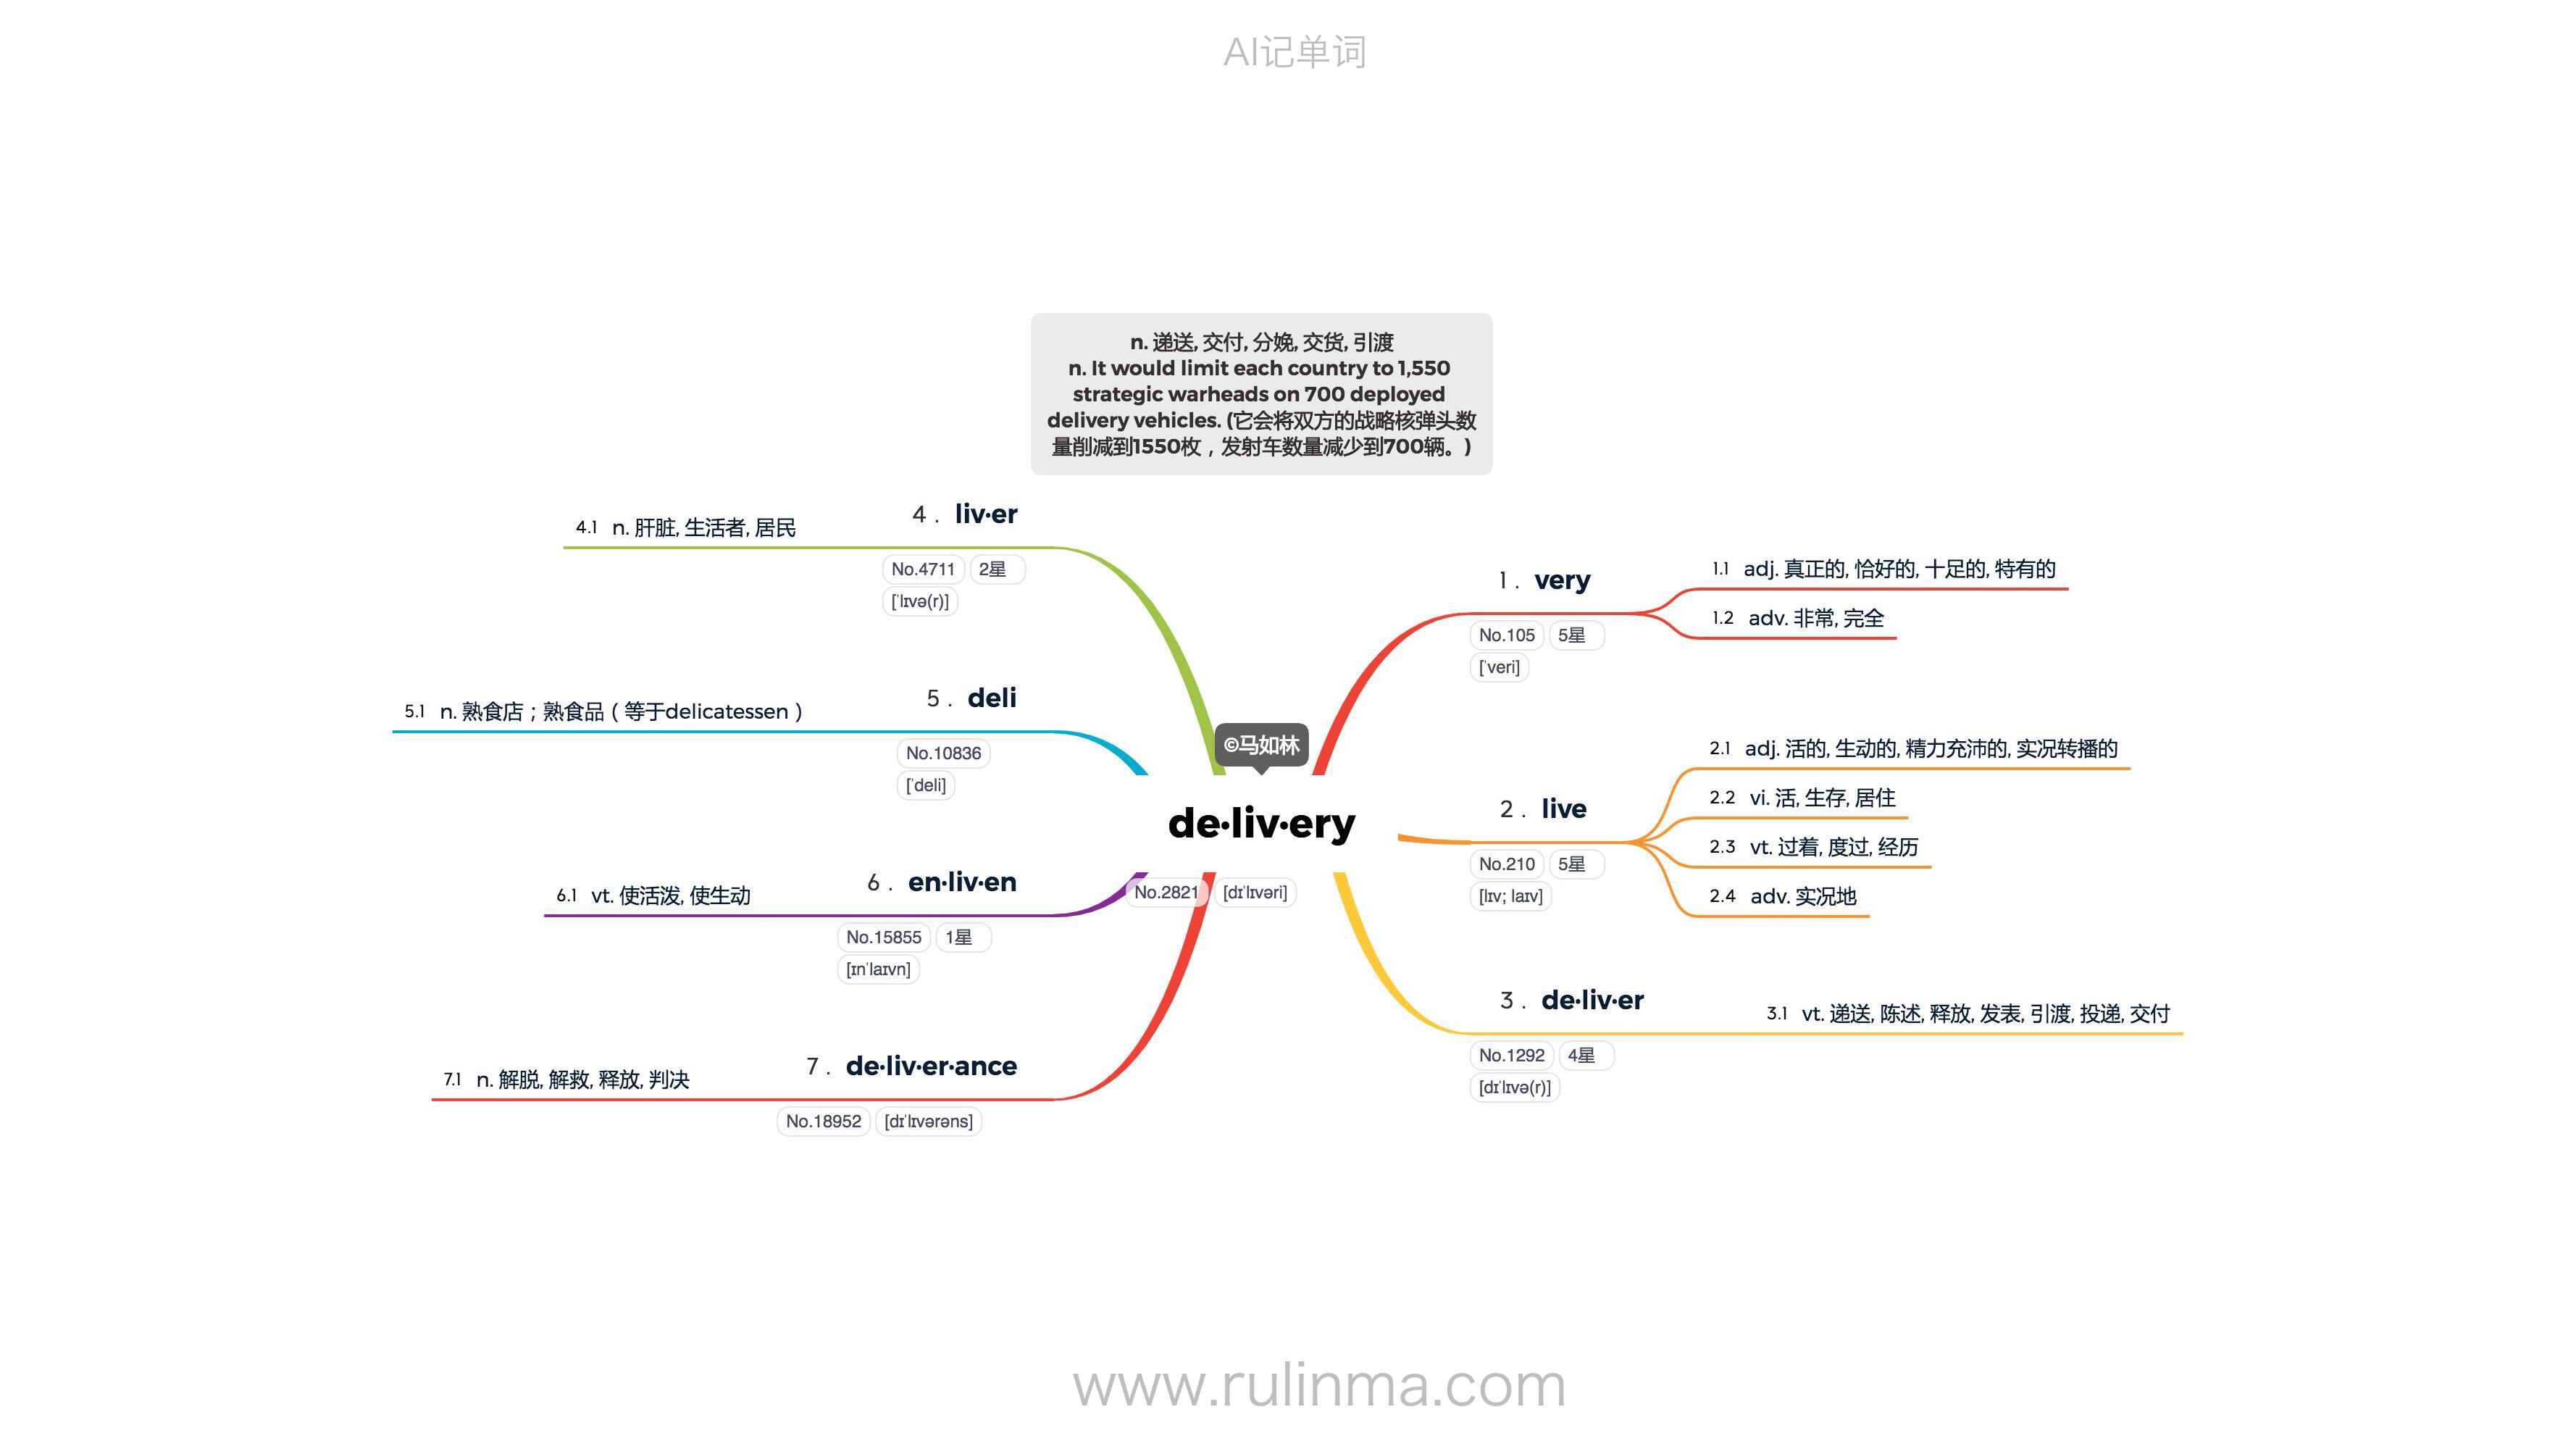 AI记单词
n. 递送, 交付, 分娩, 交货, 引渡
n. It would limit each country to 1,550
strategic warheads on 700 deployed
delivery vehicles. (它会将双方的战略核弹头数
量削减到1550枚，发射车数量减少到700辆。)
©马如林
de·liv·ery
No.2821 [dɪˈlɪvəri]
1. very
No.105 5星
[ˈveri]
1.1 adj. 真正的, 恰好的, 十足的, 特有的
1.2 adv. 非常, 完全
2. live
No.210 5星
[lɪv; laɪv]
2.1 adj. 活的, 生动的, 精力充沛的, 实况转播的
2.2 vi. 活, 生存, 居住
2.3 vt. 过着, 度过, 经历
2.4 adv. 实况地
3. de·liv·er
No.1292 4星
[dɪˈlɪvə(r)]
3.1 vt. 递送, 陈述, 释放, 发表, 引渡, 投递, 交付
4. liv·er
No.4711 2星
[ˈlɪvə(r)]
4.1 n. 肝脏, 生活者, 居民
5. deli
No.10836
[ˈdeli]
5.1 n. 熟食店；熟食品（等于delicatessen）
6. en·liv·en
No.15855 1星
[ɪnˈlaɪvn]
6.1 vt. 使活泼, 使生动
7. de·liv·er·ance
No.18952 [dɪˈlɪvərəns]
7.1 n. 解脱, 解救, 释放, 判决
www.rulinma.com